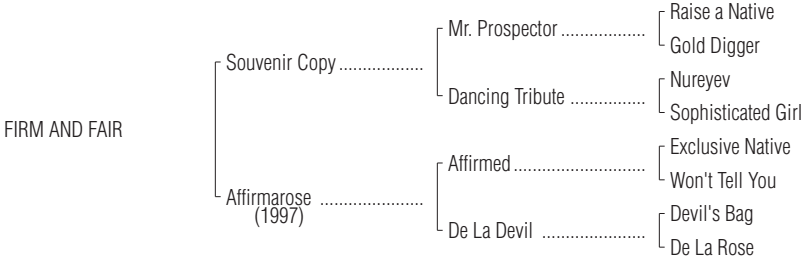 Raise a Native
Mr. Prospector ..................
Gold Digger
Souvenir Copy ..................
Nureyev
Dancing Tribute ................
Sophisticated Girl
FIRM AND FAIR
Exclusive Native
Affirmed ............................
Won't Tell You
Affirmarose ......................
(1997)
Devil's Bag
De La Devil ......................
De La Rose